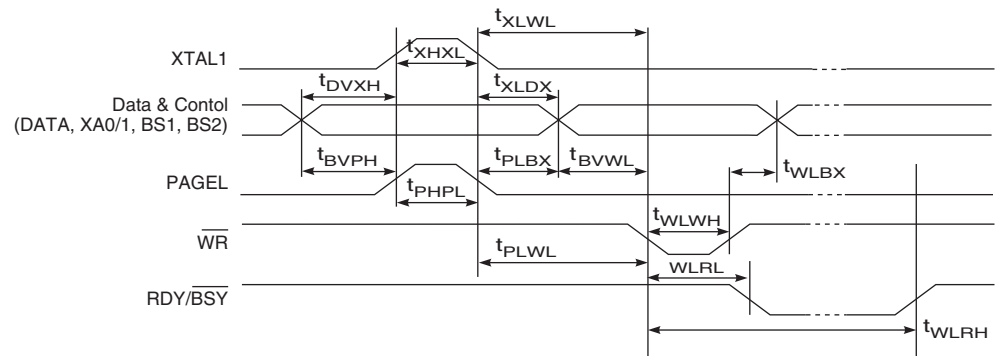 tXLWL
XTAL1
tXHXL
tDVXH
tXLDX
Data & Contol
(DATA, XA0/1, BS1, BS2)
tBVPH
tPLBX
tBVWL
tWLBX
PAGEL
tPHPL
tWLWH
WR
tPLWL
WLRL
RDY/BSY
tWLRH